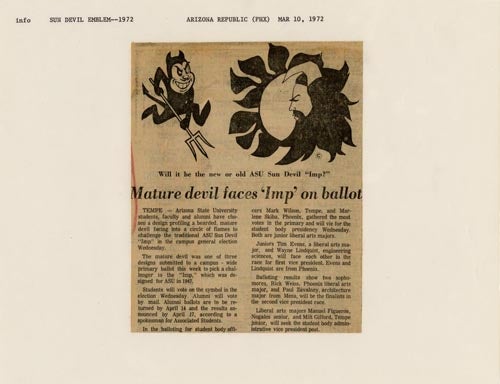 info SUN DEVIL EMBLEM--1972 ARIZONA REPUBLIC (PHX) MAR 10, 1972
Will it be the new or old ASU Sun Devil "Imp?"
Mature devil faces 'Imp' on ballot
TEMPE — Arizona State University
students, faculty and alumni have cho-
sen a design profiling a bearded, mature
devil facing into a circle of flames to
challenge the traditional ASU Sun Devil
"Imp" in the campus general election
Wednesday.
The mature devil was one of three
designs submitted to a campus - wide
primary ballot this week to pick a chal-
lenger to the "Imp," which was de-
signed for ASU in 1947.
Students will vote on the symbol in the
election Wednesday. Alumni will vote
by mail. Alumni ballots are to be re-
turned by April 14 and the results an-
nounced by April 17, according to a
spokesman for Associated Students.
In the balloting for student body offi-
cers Mark Wilson, Tempe, and Mar-
lene Skiba, Phoenix, gathered the most
votes in the primary and will vie for the
student body presidency Wednesday.
Both are junior liberal arts majors.
Juniors Tim Evans, a liberal arts ma-
jor, and Wayne Lindquist, engineering
sciences, will face each other in the
race for first vice president. Evans and
Lindquist are from Phoenix.
Balloting results show two sopho-
mores, Rick Weiss, Phoenix liberal arts
major, and Paul Zavalney, architecture
major from Mesa, will be the finalists in
the second vice president race.
Liberal arts majors Manuel Figueroa,
Nogales senior, and Milt Gifford, Tempe
junior, will seek the student body admin-
istrative vice president post.